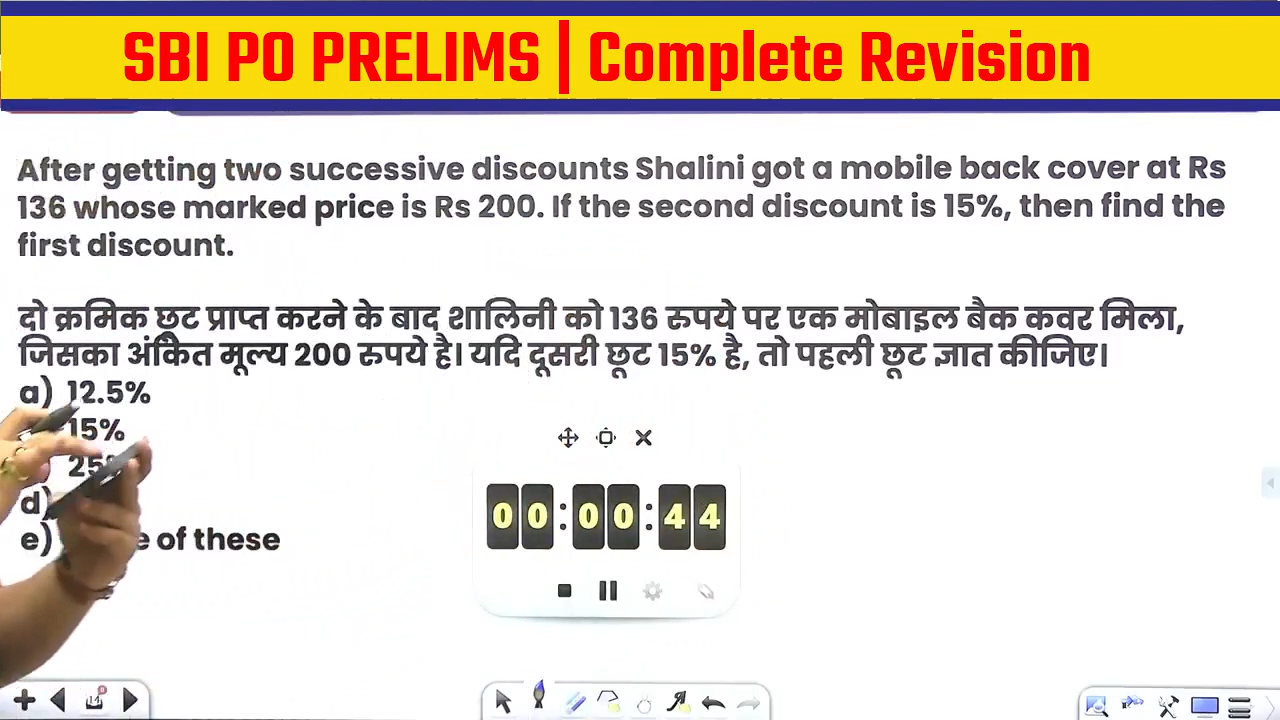 SBI PO PRELIMS | Complete Revision
After getting two successive discounts Shalini got a mobile back cover at Rs
136 whose marked price is Rs 200. If the second discount is 15%, then find the
first discount.
दो क्रमिक छूट प्राप्त करने के बाद शालिनी को 136 रुपये पर एक मोबाइल बैक कवर मिला,
जिसका अंकित मूल्य 200 रुपये है। यदि दूसरी छूट 15% है, तो पहली छूट ज्ञात कीजिए।
a) 12.5%
15%
25
d)
e) of these
00:00:44
14